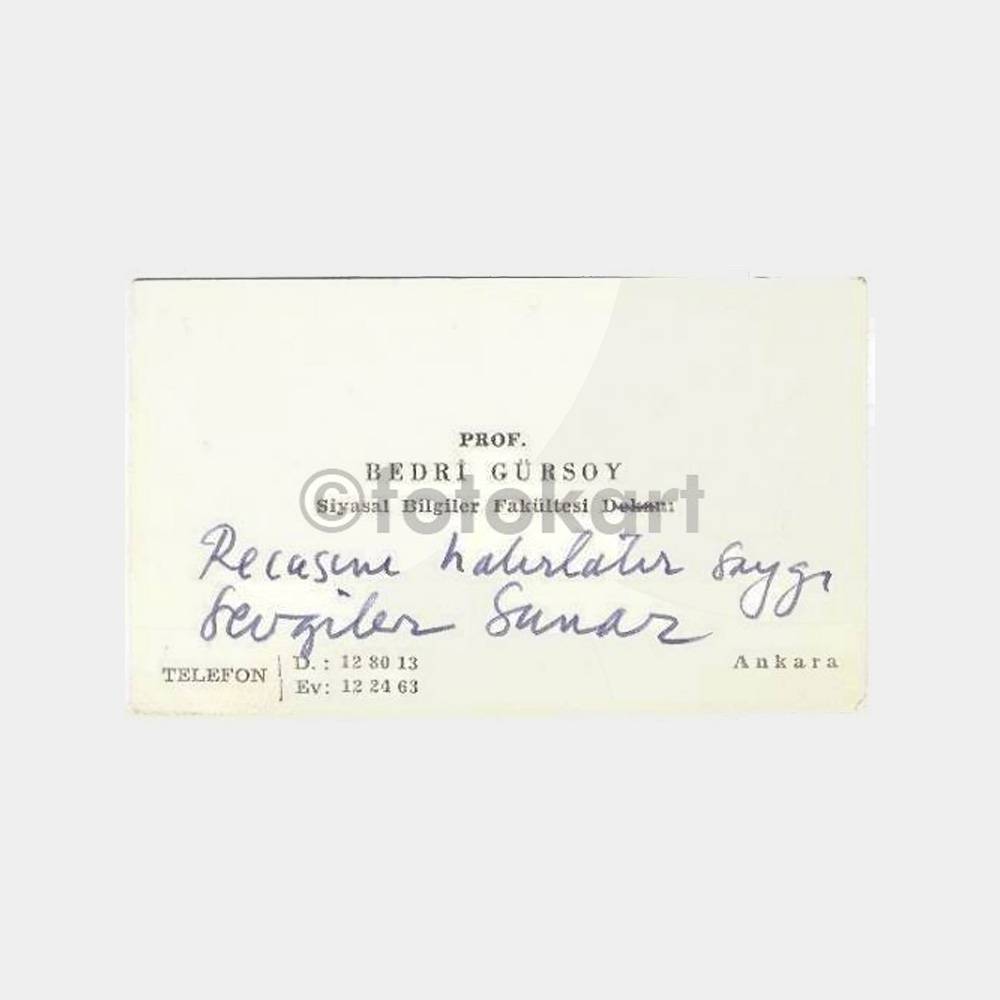 PROF.
BEDRİ GÜRSOY
Siyasal Bilgiler Fakültesi Dekanı
©fotokart
Recasını hatırlatır saygı
Sevgiler Sunar
TELEFON D. : 12 80 13
Ev: 12 24 63
Ankara